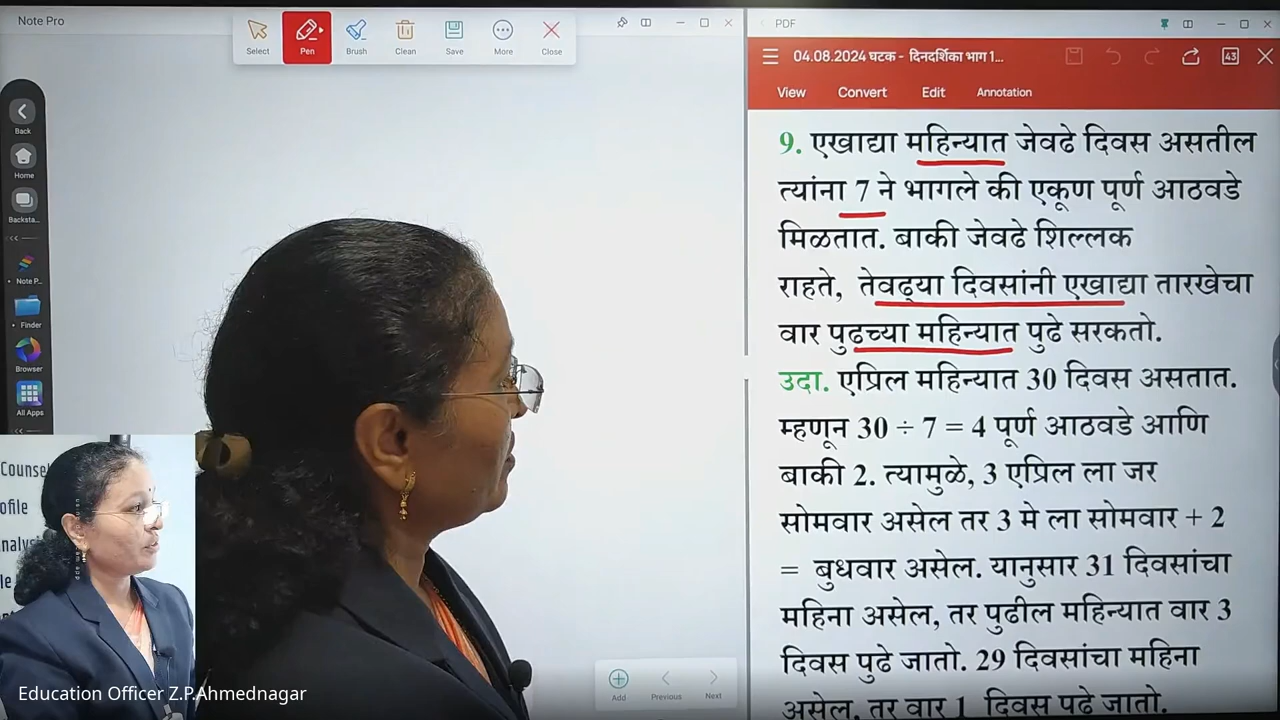 Note Pro
Select
Pen
Brush
Clean
Save
More
Close
Back
Home
Backsta...
Note P...
Finder
Browser
All Apps
Add
Previous
Next
PDF
04.08.2024 घटक - दिनदर्शिका भाग 1...
43
View
Convert
Edit
Annotation
9. एखाद्या महिन्यात जेवढे दिवस असतील
त्यांना 7 ने भागले की एकूण पूर्ण आठवडे
मिळतात. बाकी जेवढे शिल्लक
राहते, तेवढ्या दिवसांनी एखाद्या तारखेचा
वार पुढच्या महिन्यात पुढे सरकतो.
उदा. एप्रिल महिन्यात 30 दिवस असतात.
म्हणून 30 ÷ 7 = 4 पूर्ण आठवडे आणि
बाकी 2. त्यामुळे, 3 एप्रिल ला जर
सोमवार असेल तर 3 मे ला सोमवार + 2
= बुधवार असेल. यानुसार 31 दिवसांचा
महिना असेल, तर पुढील महिन्यात वार 3
दिवस पुढे जातो. 29 दिवसांचा महिना
असेल, तर वार 1 दिवस पुढे जातो.
Education Officer Z.P.Ahmednagar